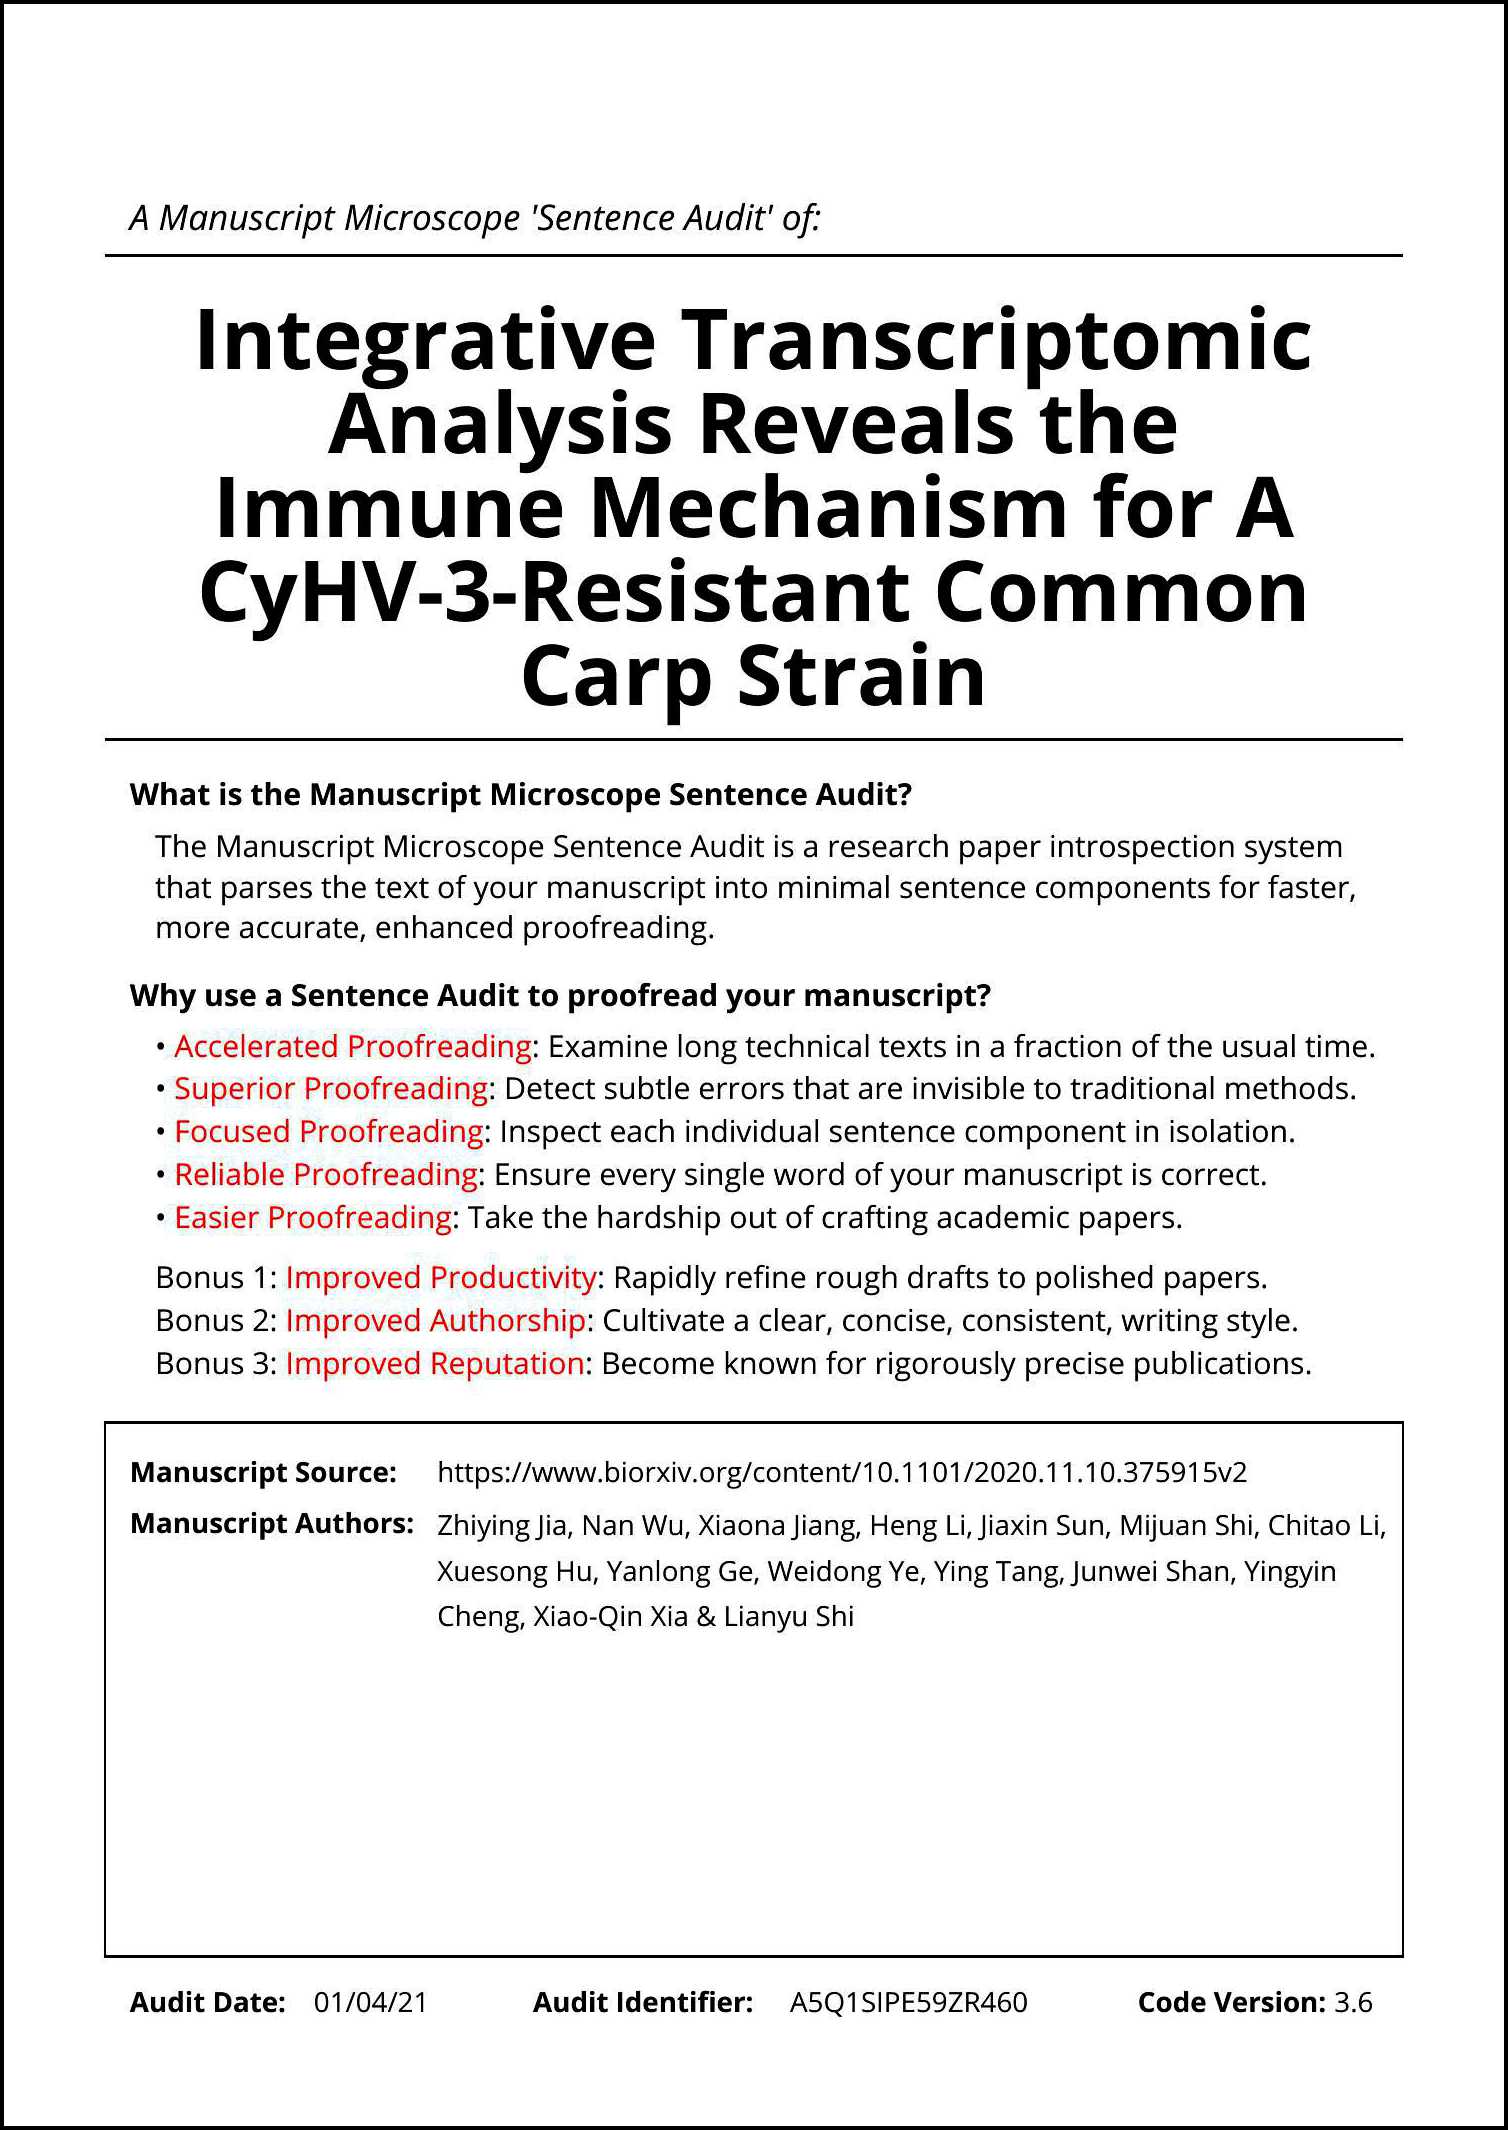 A Manuscript Microscope 'Sentence Audit' of:
Integrative Transcriptomic
Analysis Reveals the
Immune Mechanism for A
CyHV-3-Resistant Common
Carp Strain
What is the Manuscript Microscope Sentence Audit?
The Manuscript Microscope Sentence Audit is a research paper introspection system
that parses the text of your manuscript into minimal sentence components for faster,
more accurate, enhanced proofreading.
Why use a Sentence Audit to proofread your manuscript?
• Accelerated Proofreading: Examine long technical texts in a fraction of the usual time.
• Superior Proofreading: Detect subtle errors that are invisible to traditional methods.
• Focused Proofreading: Inspect each individual sentence component in isolation.
• Reliable Proofreading: Ensure every single word of your manuscript is correct.
• Easier Proofreading: Take the hardship out of crafting academic papers.
Bonus 1: Improved Productivity: Rapidly refine rough drafts to polished papers.
Bonus 2: Improved Authorship: Cultivate a clear, concise, consistent, writing style.
Bonus 3: Improved Reputation: Become known for rigorously precise publications.
Manuscript Source: https://www.biorxiv.org/content/10.1101/2020.11.10.375915v2
Manuscript Authors: Zhiying Jia, Nan Wu, Xiaona Jiang, Heng Li, Jiaxin Sun, Mijuan Shi, Chitao Li,
Xuesong Hu, Yanlong Ge, Weidong Ye, Ying Tang, Junwei Shan, Yingyin
Cheng, Xiao-Qin Xia & Lianyu Shi
Audit Date: 01/04/21 Audit Identifier: A5Q1SIPE59ZR460 Code Version: 3.6